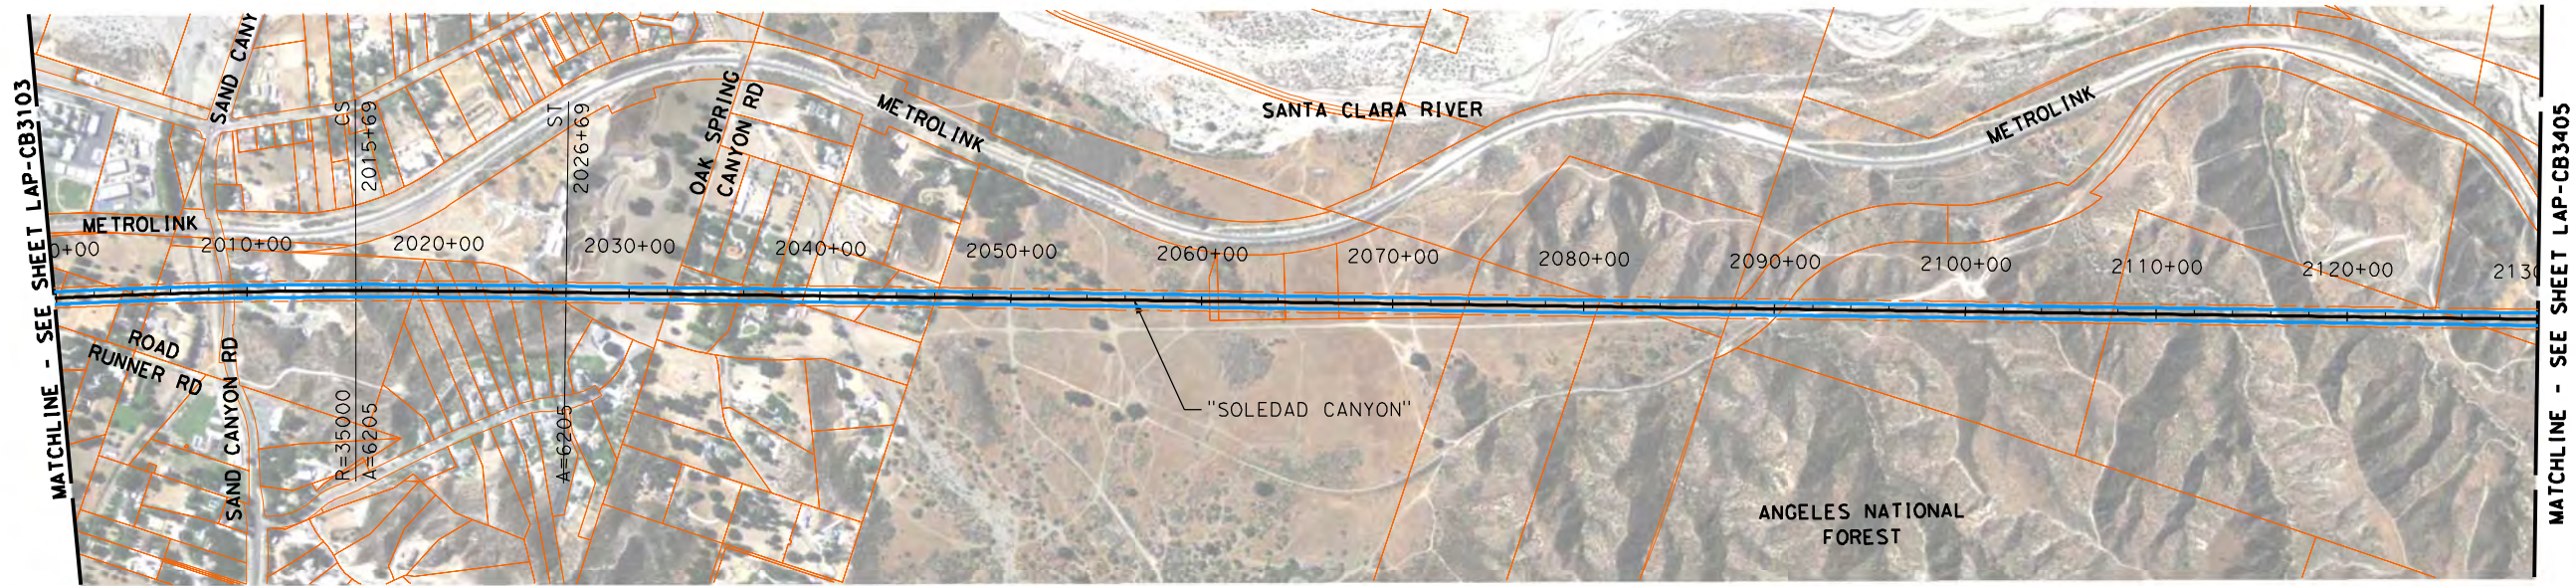 MATCHLINE - SEE SHEET LAP-CB3103
SAND CANY
CS
2015+69
ST
2026+69
OAK SPRING
CANYON RD
METROLINK
SANTA CLARA RIVER
METROLINK
METROLINK
0+00
2010+00
2020+00
2030+00
2040+00
2050+00
2060+00
2070+00
2080+00
2090+00
2100+00
2110+00
2120+00
2130
ROAD
RUNNER RD
SAND CANYON RD
R=35000
A=6205
A=6205
"SOLEDAD CANYON"
ANGELES NATIONAL
FOREST
MATCHLINE - SEE SHEET LAP-CB3405